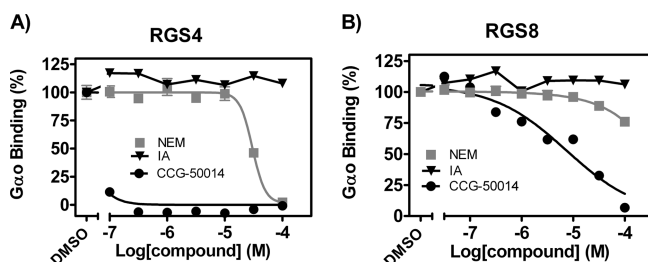 A)
RGS4
Gαo Binding (%)
125
100
75
50
25
0
NEM
IA
CCG-50014
DMSO
-7
-6
-5
-4
Log[compound] (M)
B)
RGS8
Gαo Binding (%)
125
100
75
50
25
0
NEM
IA
CCG-50014
DMSO
-7
-6
-5
-4
Log[compound] (M)